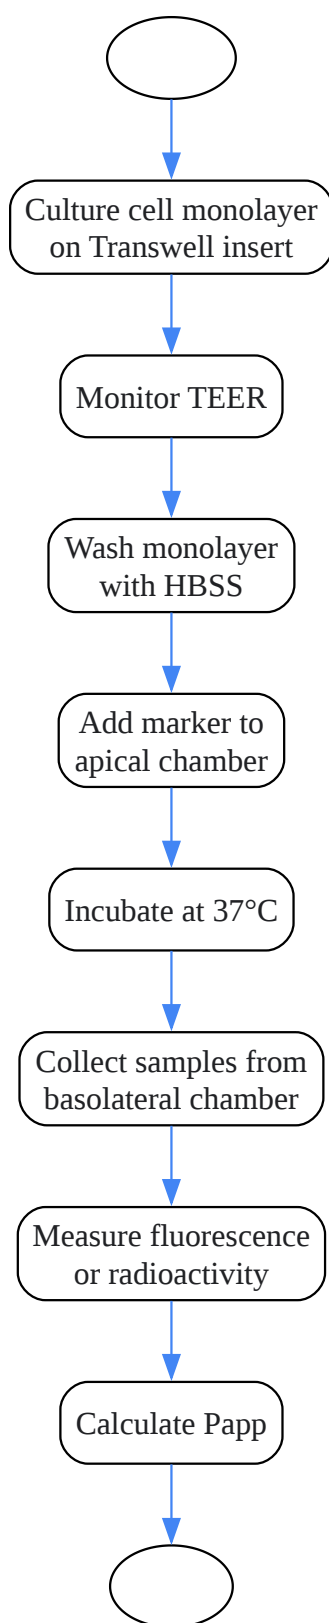 Culture cell monolayer
on Transwell insert
Monitor TEER
Wash monolayer
with HBSS
Add marker to
apical chamber
Incubate at 37°C
Collect samples from
basolateral chamber
Measure fluorescence
or radioactivity
Calculate Papp